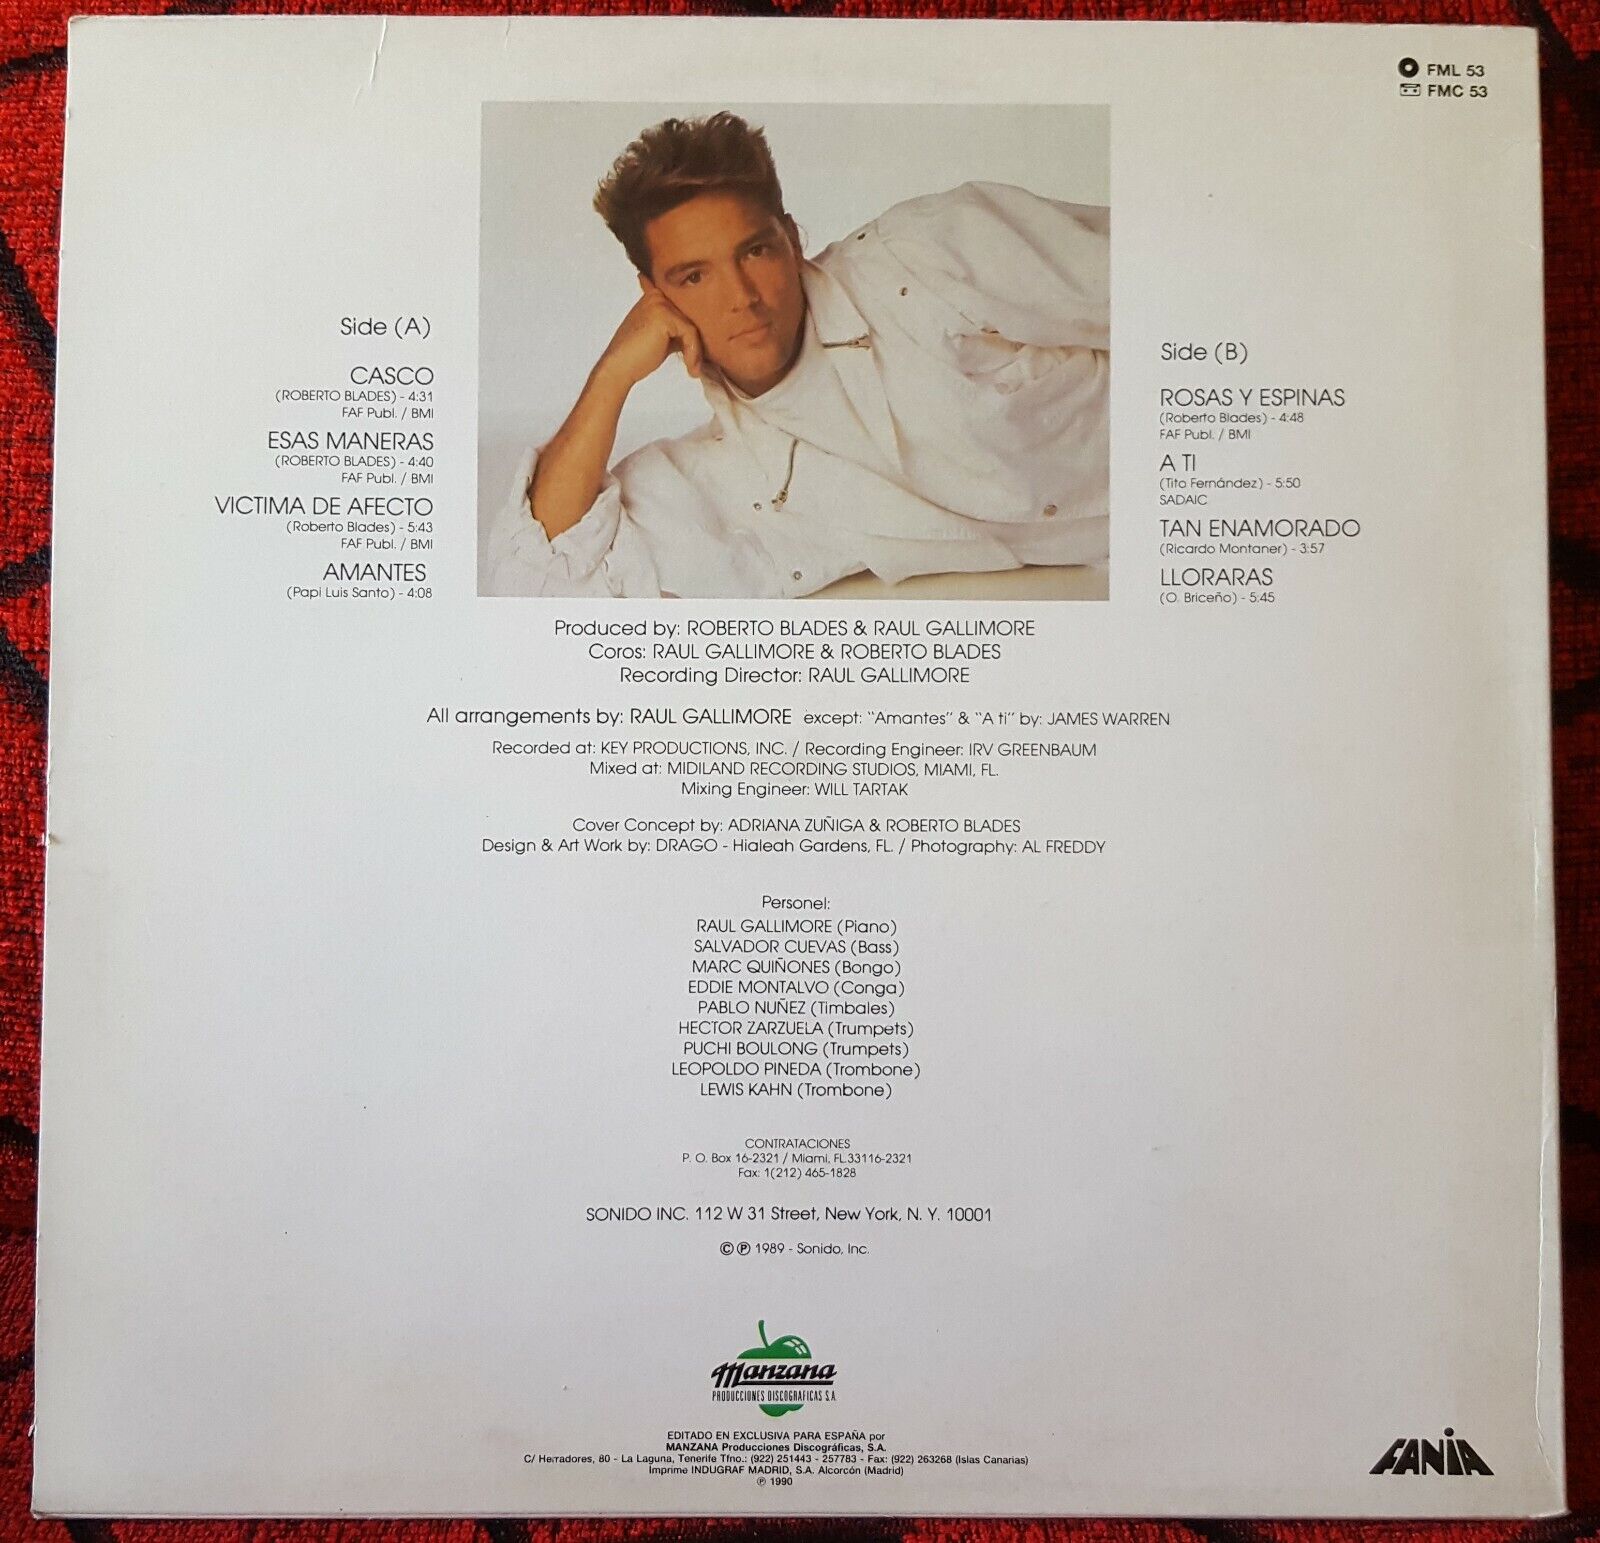 FML 53
FMC 53
Side (A)
CASCO
(ROBERTO BLADES) - 4:31
FAF Publ. / BMI
ESAS MANERAS
(ROBERTO BLADES) - 4:40
FAF Publ. / BMI
VICTIMA DE AFECTO
(Roberto Blades) - 5:43
FAF Publ. / BMI
AMANTES
(Papi Luis Santo) - 4:08
Side (B)
ROSAS Y ESPINAS
(Roberto Blades) - 4:48
FAF Publ. / BMI
A TI
(Tito Fernández) - 5:50
SADAIC
TAN ENAMORADO
(Ricardo Montaner) - 3:57
LLORARAS
(O. Briceño) - 5:45
Produced by: ROBERTO BLADES & RAUL GALLIMORE
Coros: RAUL GALLIMORE & ROBERTO BLADES
Recording Director: RAUL GALLIMORE
All arrangements by: RAUL GALLIMORE except: "Amantes" & "A ti" by: JAMES WARREN
Recorded at: KEY PRODUCTIONS, INC. / Recording Engineer: IRV GREENBAUM
Mixed at: MIDILAND RECORDING STUDIOS, MIAMI, FL.
Mixing Engineer: WILL TARTAK
Cover Concept by: ADRIANA ZUÑIGA & ROBERTO BLADES
Design & Art Work by: DRAGO - Hialeah Gardens, FL. / Photography: AL FREDDY
Personel:
RAUL GALLIMORE (Piano)
SALVADOR CUEVAS (Bass)
MARC QUIÑONES (Bongo)
EDDIE MONTALVO (Conga)
PABLO NUÑEZ (Timbales)
HECTOR ZARZUELA (Trumpets)
PUCHI BOULONG (Trumpets)
LEOPOLDO PINEDA (Trombone)
LEWIS KAHN (Trombone)
CONTRATACIONES
P. O. Box 16-2321 / Miami, FL.33116-2321
Fax: 1(212) 465-1828
SONIDO INC. 112 W 31 Street, New York, N. Y. 10001
© ℗ 1989 - Sonido, Inc.
Manzana
PRODUCCIONES DISCOGRAFICAS S.A.
EDITADO EN EXCLUSIVA PARA ESPAÑA por
MANZANA Producciones Discográficas, S.A.
C/ Herradores, 80 - La Laguna, Tenerife Tfno.: (922) 251443 - 257783 - Fax: (922) 263268 (Islas Canarias)
Imprime INDUGRAF MADRID, S.A. Alcorcón (Madrid)
℗ 1990
FANIA